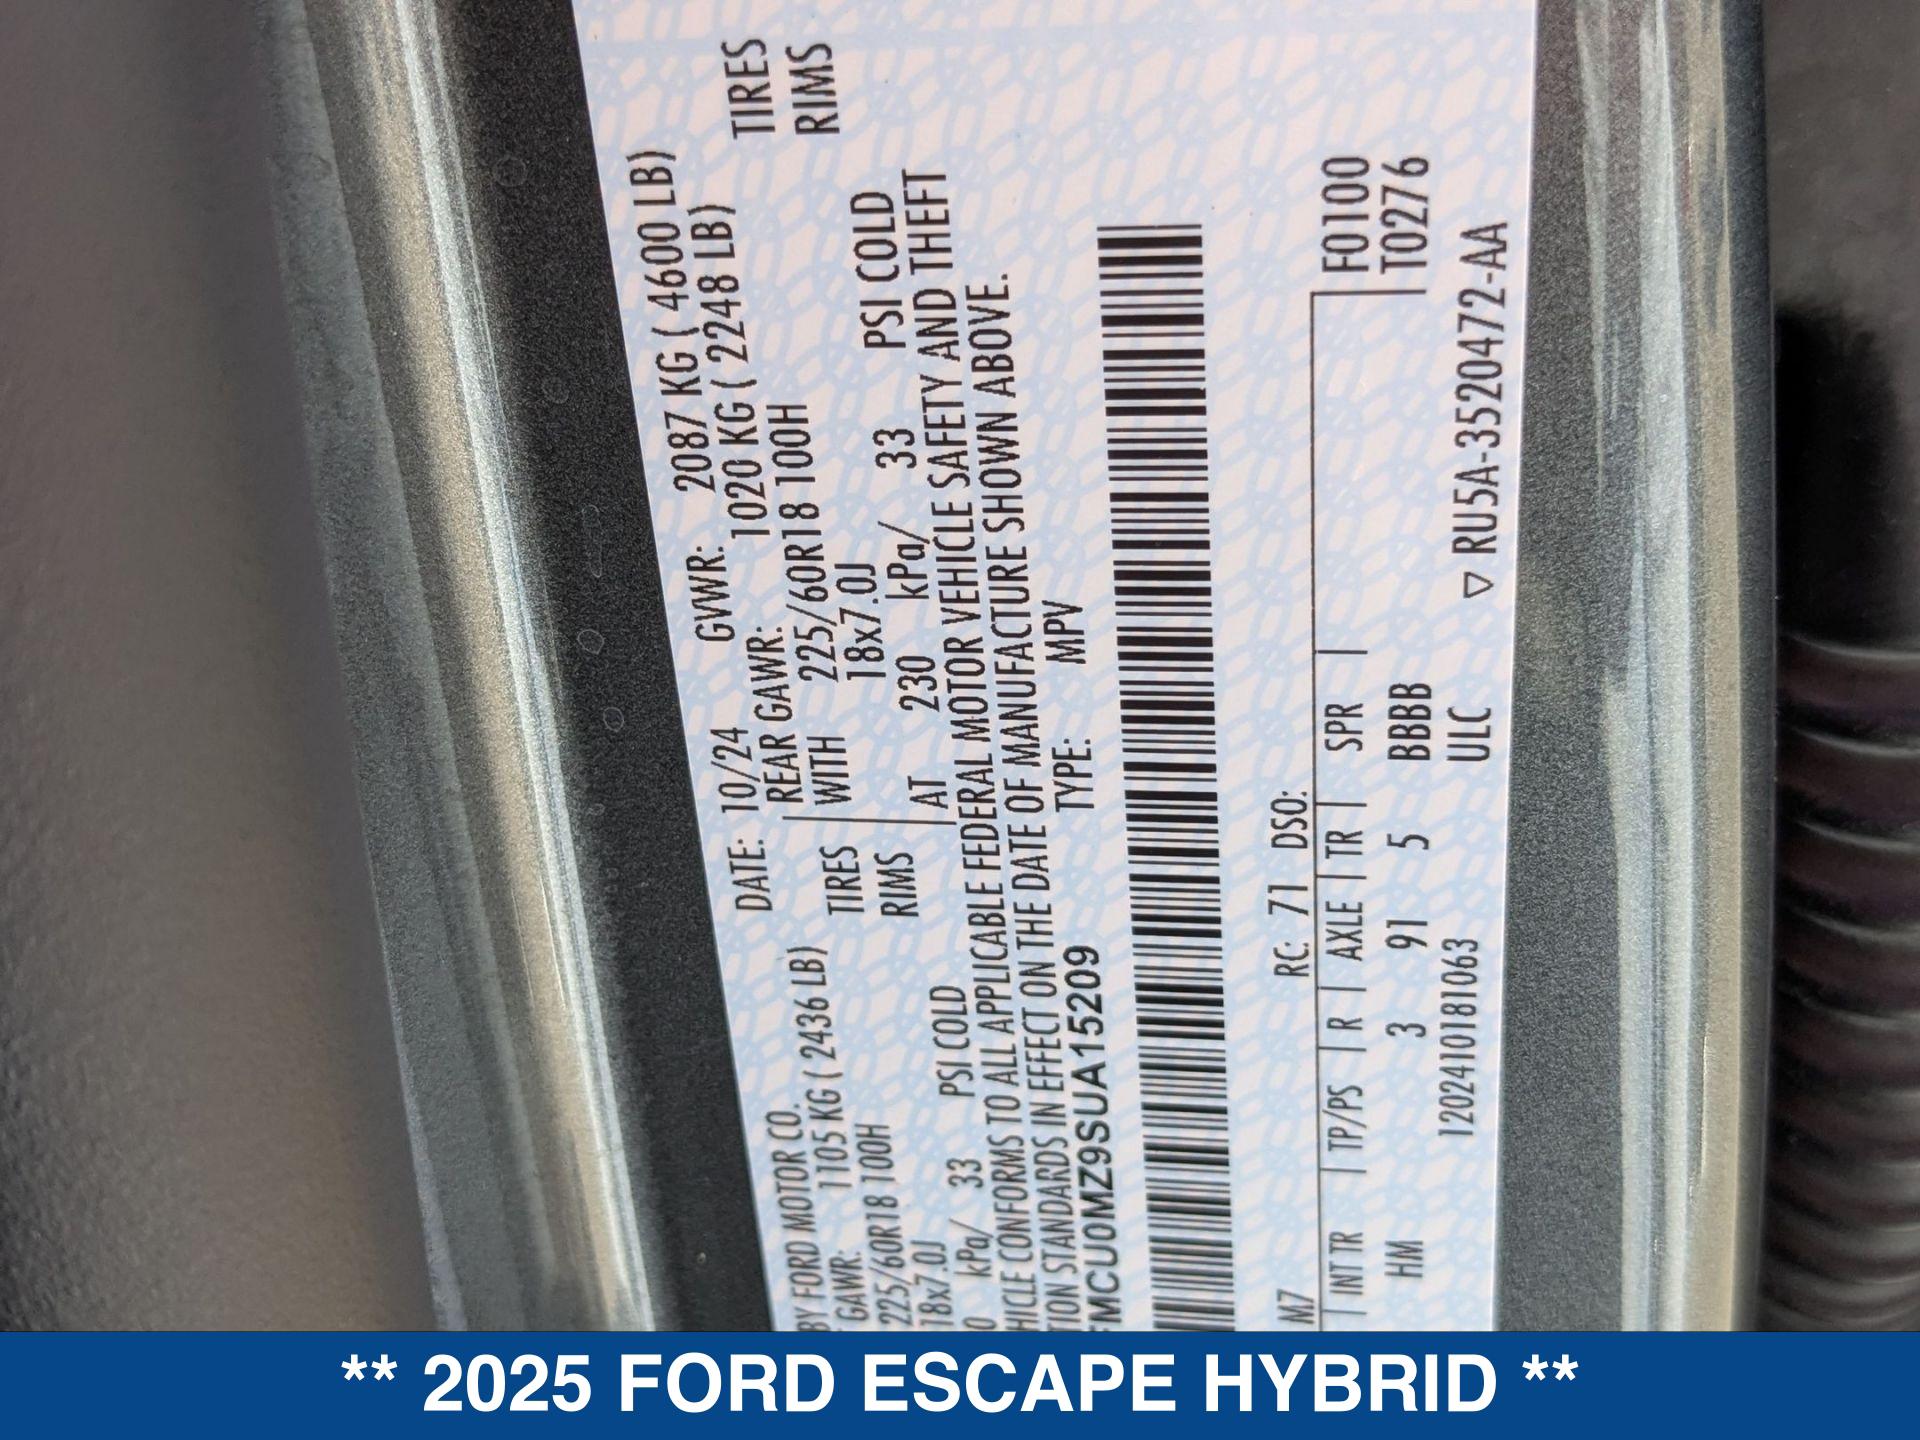 BY FORD MOTOR CO. DATE: 10/24 GVWR: 2087 KG ( 4600 LB)
GAWR: 1105 KG ( 2436 LB) REAR GAWR: 1020 KG ( 2248 LB)
225/60R18 100H TIRES WITH 225/60R18 100H TIRES
18x7.0J RIMS 18x7.0J RIMS
kPa/ 33 PSI COLD AT 230 kPa/ 33 PSI COLD
HICLE CONFORMS TO ALL APPLICABLE FEDERAL MOTOR VEHICLE SAFETY AND THEFT
TION STANDARDS IN EFFECT ON THE DATE OF MANUFACTURE SHOWN ABOVE.
FMCU0MZ9SUA15209 TYPE: MPV
M7 RC: 71 DSO:
INT TR TP/PS R AXLE TR SPR F0100
HM 3 91 5 BBBB T0276
1202410181063 ULC ▽ RU5A-3520472-AA
** 2025 FORD ESCAPE HYBRID **